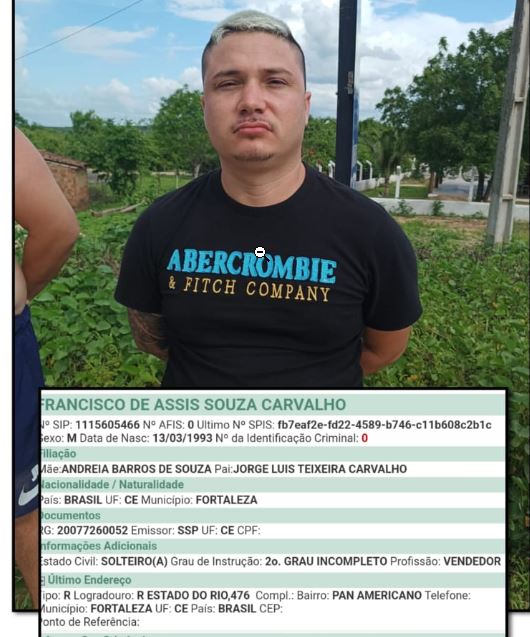 ABERCROMBIE
& FITCH COMPANY
FRANCISCO DE ASSIS SOUZA CARVALHO
Nº SIP: 1115605466 Nº AFIS: 0 Ultimo Nº SPIS: fb7eaf2e-fd22-4589-b746-c11b608c2b1c
Sexo: M Data de Nasc: 13/03/1993 Nº da Identificação Criminal: 0
Filiação
Mãe:ANDREIA BARROS DE SOUZA Pai:JORGE LUIS TEIXEIRA CARVALHO
Nacionalidade / Naturalidade
País: BRASIL UF: CE Município: FORTALEZA
Documentos
RG: 20077260052 Emissor: SSP UF: CE CPF:
Informações Adicionais
Estado Civil: SOLTEIRO(A) Grau de Instrução: 2o. GRAU INCOMPLETO Profissão: VENDEDOR
Último Endereço
Tipo: R Logradouro: R ESTADO DO RIO,476 Compl.: Bairro: PAN AMERICANO Telefone:
Município: FORTALEZA UF: CE País: BRASIL CEP:
Ponto de Referência: